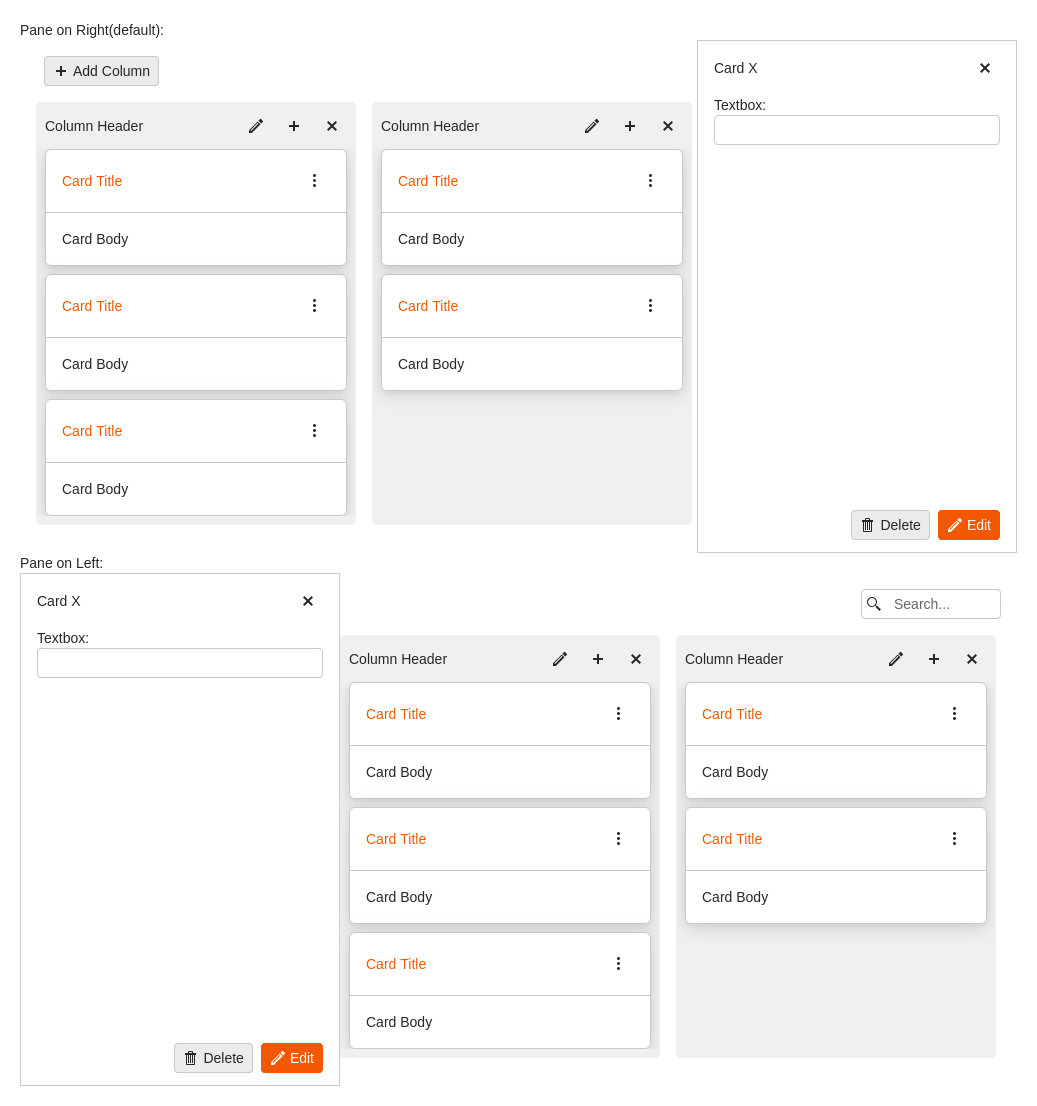 Pane on Right(default):
Add Column
Column Header
Card Title
Card Body
Card Title
Card Body
Card Title
Card Body
Column Header
Card Title
Card Body
Card Title
Card Body
Card X
Textbox:
Delete
Edit
Pane on Left:
Card X
Textbox:
Delete
Edit
Search...
Column Header
Card Title
Card Body
Card Title
Card Body
Card Title
Card Body
Column Header
Card Title
Card Body
Card Title
Card Body